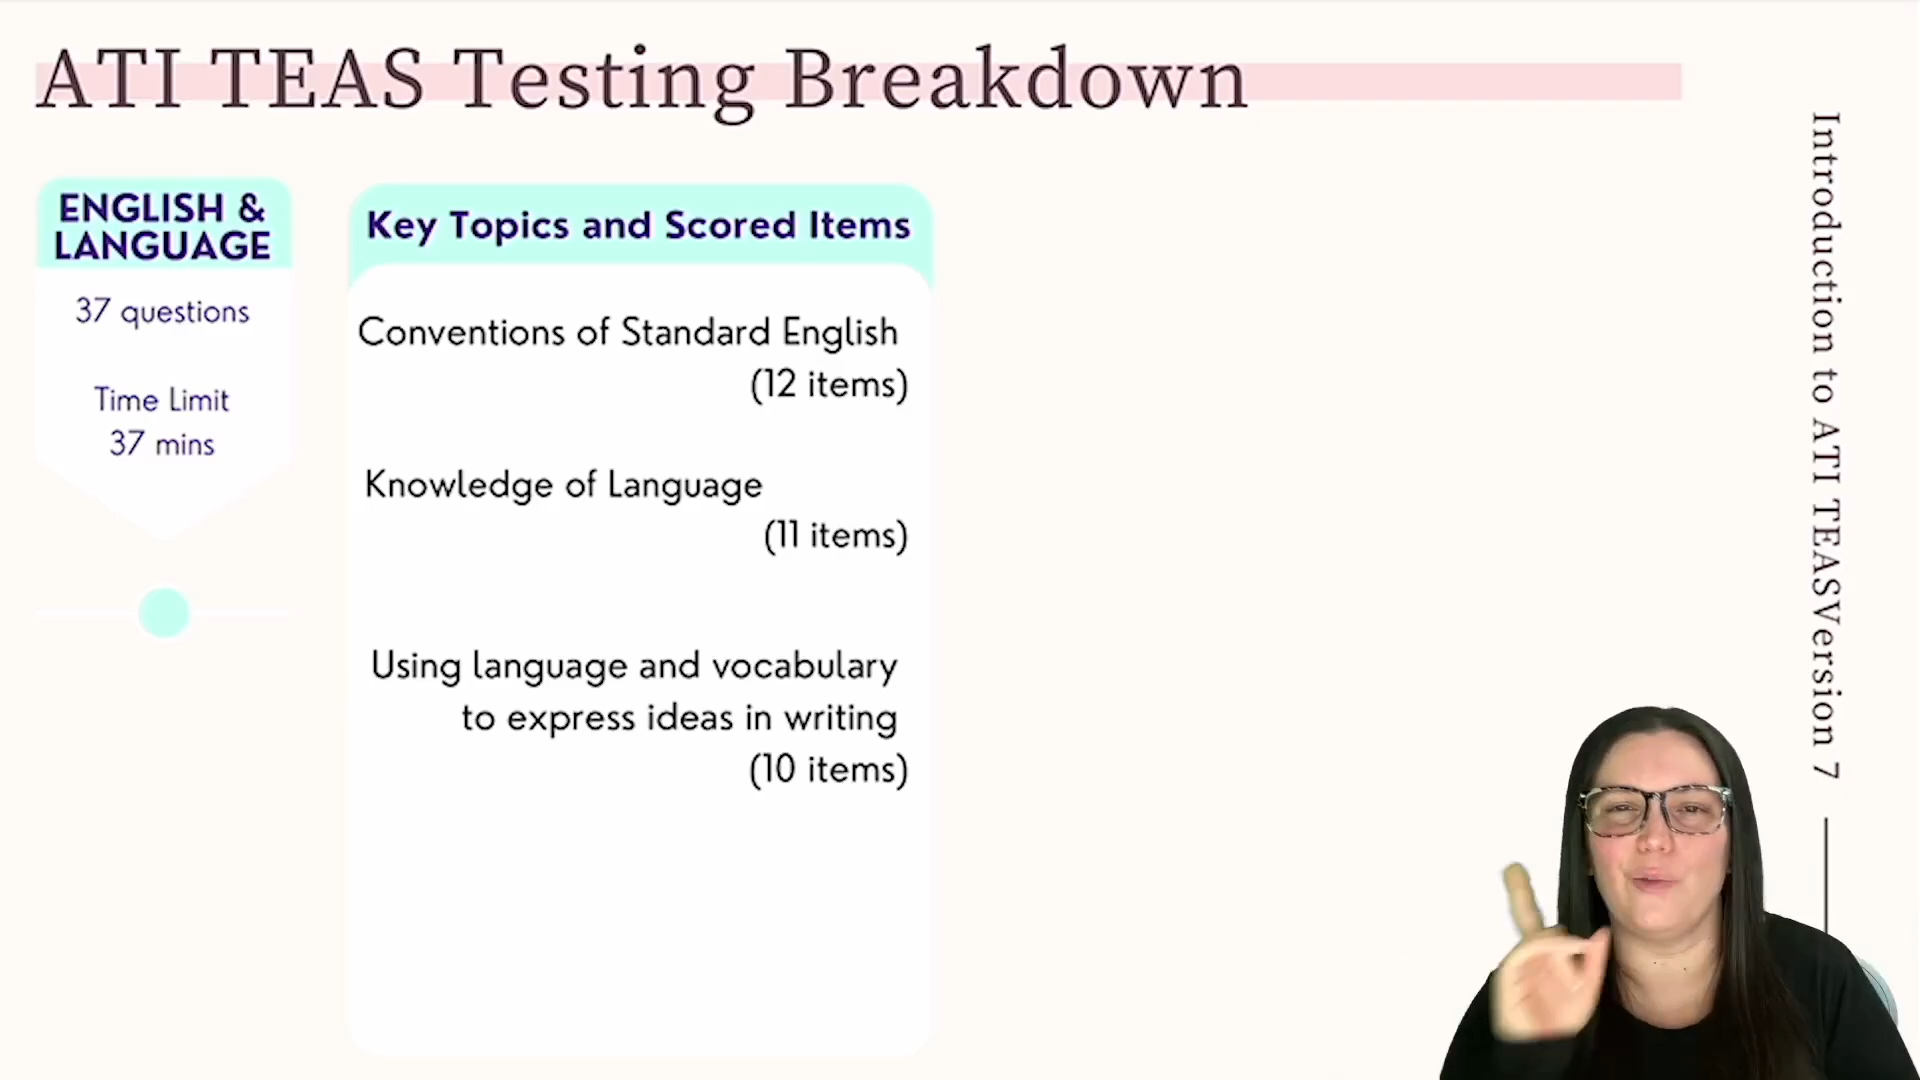 ATI TEAS Testing Breakdown
ENGLISH &
LANGUAGE
37 questions
Time Limit
37 mins
Key Topics and Scored Items
Conventions of Standard English
(12 items)
Knowledge of Language
(11 items)
Using language and vocabulary
to express ideas in writing
(10 items)
Introduction to ATI TEASVersion 7